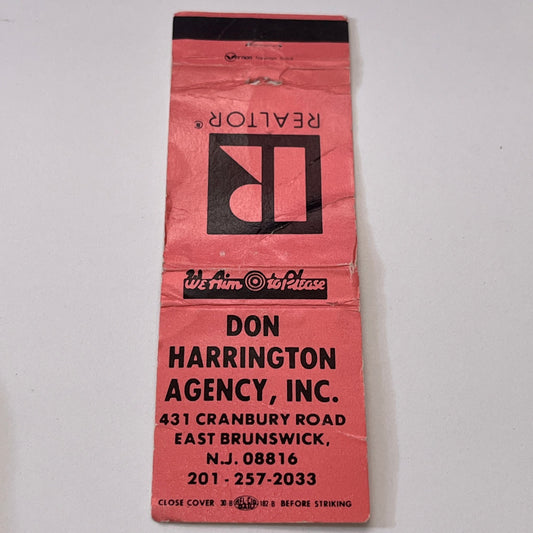 REALTOR®
R
We Aim to Please
DON
HARRINGTON
AGENCY, INC.
431 CRANBURY ROAD
EAST BRUNSWICK,
N.J. 08816
201-257-2033
CLOSE COVER BEFORE STRIKING